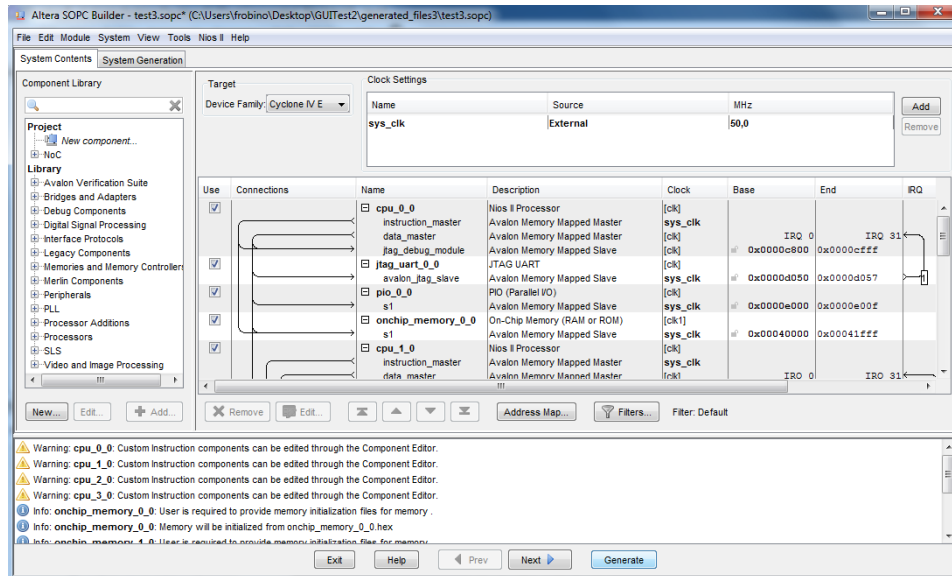 Altera SOPC Builder - test3.sopc* (C:\Users\frobino\Desktop\GUITest2\generated_files3\test3.sopc)
File Edit Module System View Tools Nios II Help
System Contents System Generation
Component Library
Project
New component...
NoC
Library
Avalon Verification Suite
Bridges and Adapters
Debug Components
Digital Signal Processing
Interface Protocols
Legacy Components
Memories and Memory Controllers
Merlin Components
Peripherals
PLL
Processor Additions
Processors
SLS
Video and Image Processing
New... Edit... Add...
Target
Device Family: Cyclone IV E
Clock Settings
Name Source MHz
sys_clk External 50,0
Add
Remove
Use Connections Name Description Clock Base End IRQ
cpu_0_0 Nios II Processor [clk]
instruction_master Avalon Memory Mapped Master sys_clk
data_master Avalon Memory Mapped Master [clk] IRQ 0 IRQ 31
jtag_debug_module Avalon Memory Mapped Slave [clk] 0x0000c800 0x0000cfff
jtag_uart_0_0 JTAG UART [clk]
avalon_jtag_slave Avalon Memory Mapped Slave sys_clk 0x0000d050 0x0000d057
pio_0_0 PIO (Parallel I/O) [clk]
s1 Avalon Memory Mapped Slave sys_clk 0x0000e000 0x0000e00f
onchip_memory_0_0 On-Chip Memory (RAM or ROM) [clk1]
s1 Avalon Memory Mapped Slave sys_clk 0x00040000 0x00041fff
cpu_1_0 Nios II Processor [clk]
instruction_master Avalon Memory Mapped Master sys_clk
data_master Avalon Memory Mapped Master [clk] IRQ 0 IRQ 31
Remove Edit... Address Map... Filters... Filter: Default
Warning: cpu_0_0: Custom Instruction components can be edited through the Component Editor.
Warning: cpu_1_0: Custom Instruction components can be edited through the Component Editor.
Warning: cpu_2_0: Custom Instruction components can be edited through the Component Editor.
Warning: cpu_3_0: Custom Instruction components can be edited through the Component Editor.
Info: onchip_memory_0_0: User is required to provide memory initialization files for memory .
Info: onchip_memory_0_0: Memory will be initialized from onchip_memory_0_0.hex
Info: onchip_memory_1_0: User is required to provide memory initialization files for memory
Exit Help Prev Next Generate